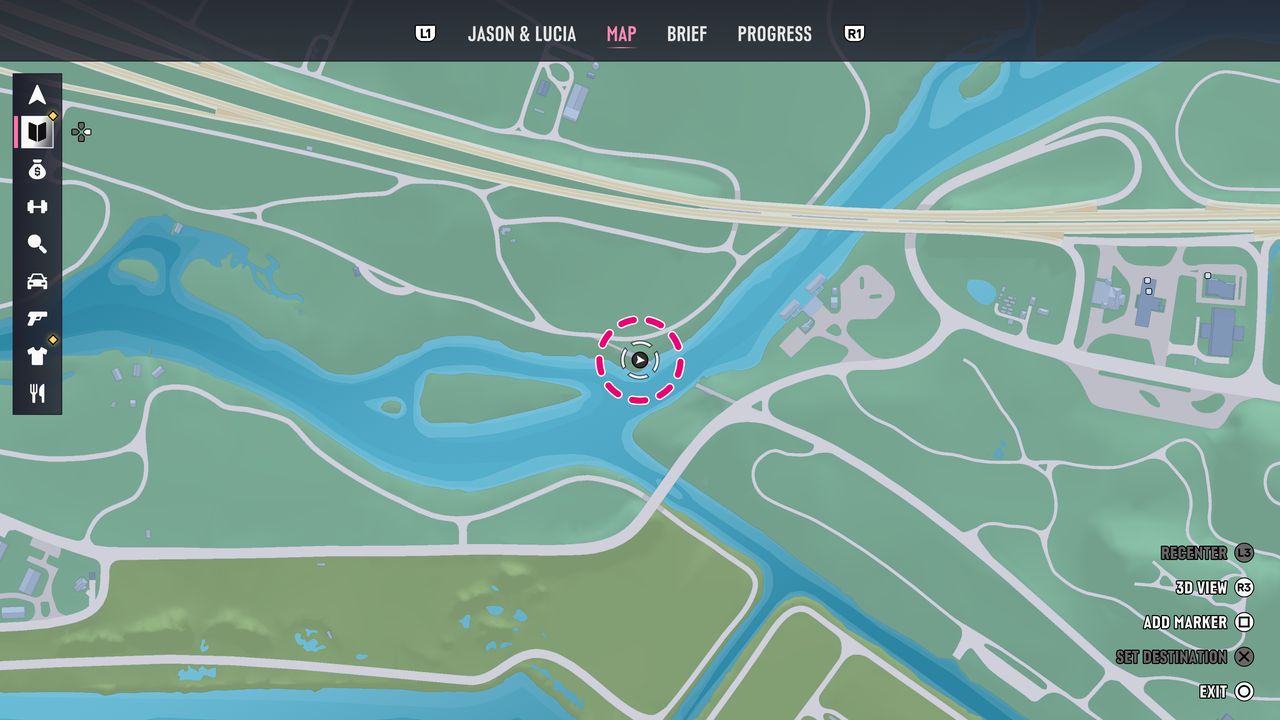 L1 JASON & LUCIA MAP BRIEF PROGRESS R1
$
RECENTER L3
3D VIEW R3
ADD MARKER
SET DESTINATION
EXIT